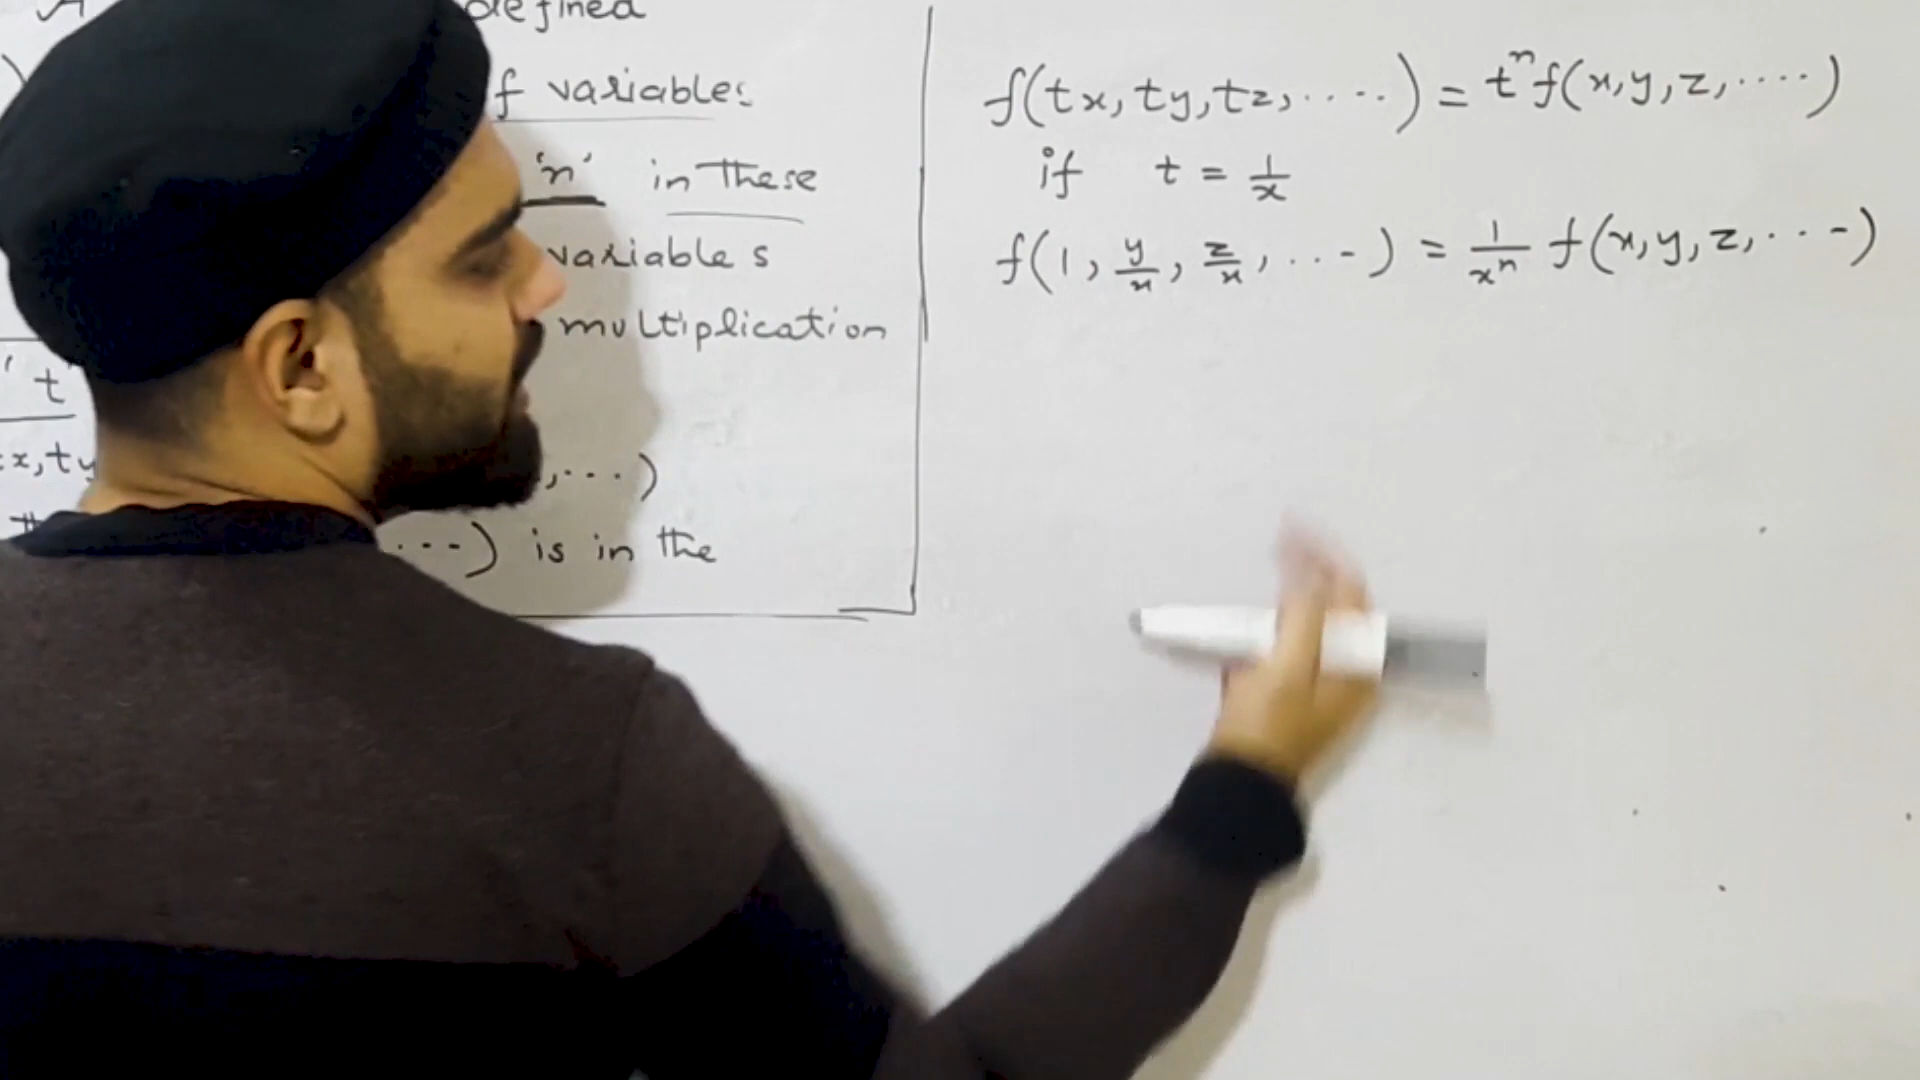 defined
f variables
'n' in these
variables
multiplication
't'
x,ty ,...)
...) is in the
f(tx, ty, tz, .....) = tⁿ f(x, y, z, ....)
if t = 1/x
f(1, y/x, z/x, ...-) = 1/xⁿ f(x, y, z, ...-)